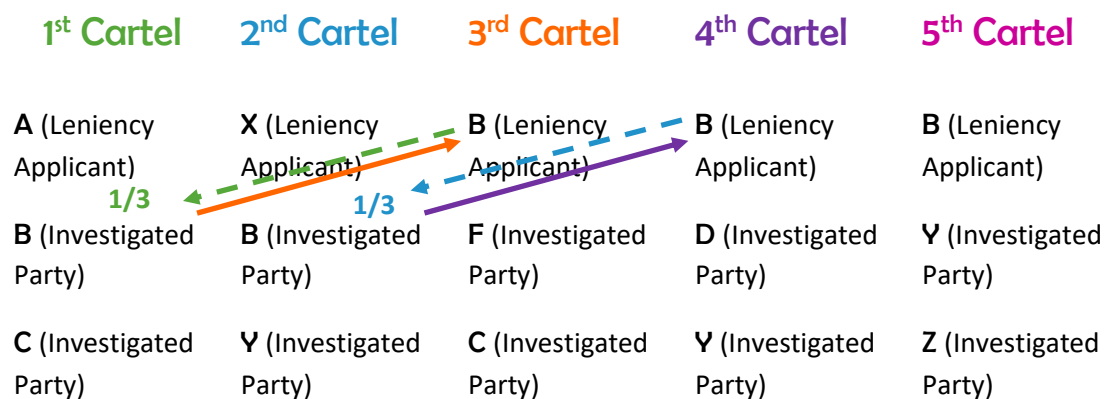 1st Cartel 2nd Cartel 3rd Cartel 4th Cartel 5th Cartel
A (Leniency X (Leniency B (Leniency B (Leniency B (Leniency
Applicant) Applicant) Applicant) Applicant) Applicant)
1/3 1/3
B (Investigated B (Investigated F (Investigated D (Investigated Y (Investigated
Party) Party) Party) Party) Party)
C (Investigated Y (Investigated C (Investigated Y (Investigated Z (Investigated
Party) Party) Party) Party) Party)